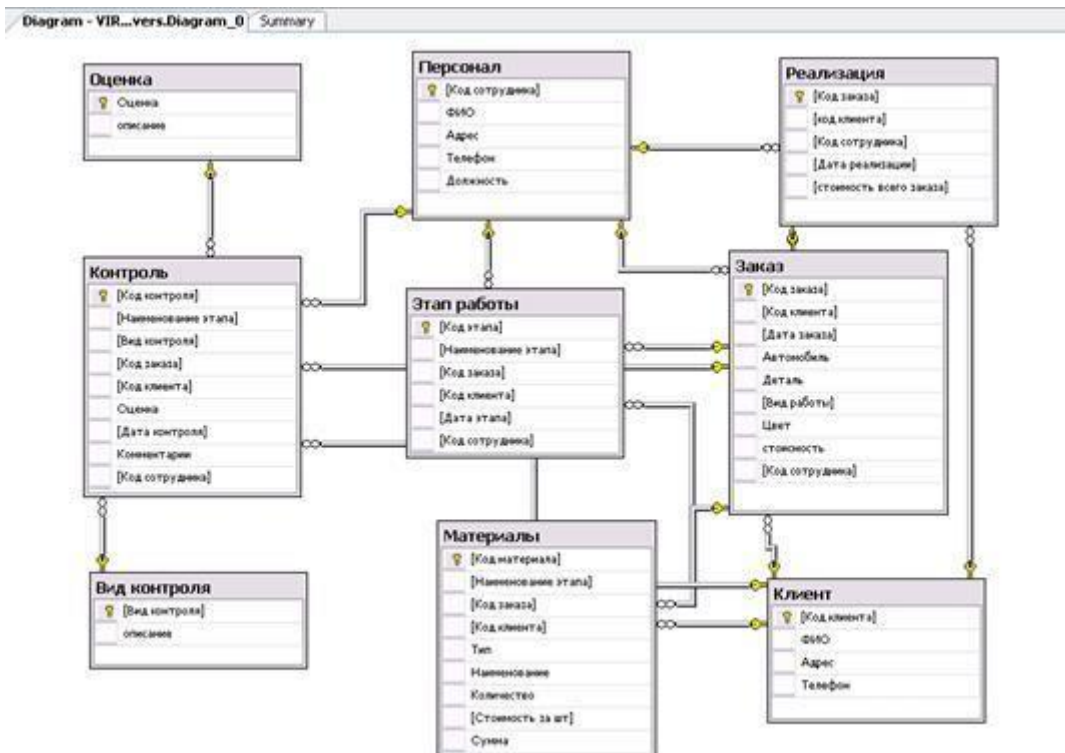 Diagram - VIR...vers.Diagram_0
Summary
Оценка
Оценка
описание
Персонал
[Код сотрудника]
ФИО
Адрес
Телефон
Должность
Реализация
[Код заказа]
[код клиента]
[Код сотрудника]
[Дата реализации]
[стоимость всего заказа]
Контроль
[Код контроля]
[Наименование этапа]
[Вид контроля]
[Код заказа]
[Код клиента]
Оценка
[Дата контроля]
Комментарии
[Код сотрудника]
Этап работы
[Код этапа]
[Наименование этапа]
[Код заказа]
[Код клиента]
[Дата этапа]
[Код сотрудника]
Заказ
[Код заказа]
[Код клиента]
[Дата заказа]
Автомобиль
Деталь
[Вид работы]
Цвет
стоисность
[Код сотрудника]
Вид контроля
[Вид контроля]
описание
Материалы
[Код материала]
[Наименование этапа]
[Код заказа]
[Код клиента]
Тип
Наименование
Количество
[Стоимость за шт]
Сумма
Клиент
[Код клиента]
ФИО
Адрес
Телефон